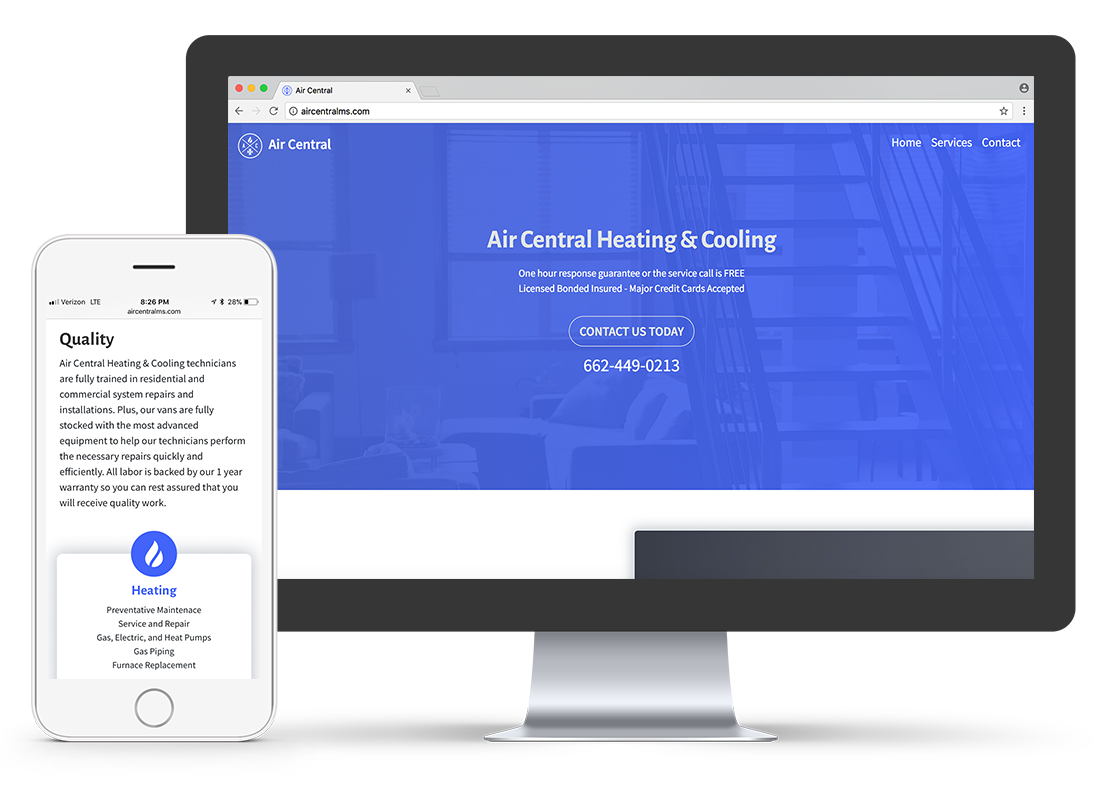 Air Central
aircentralms.com
A C
Air Central
Home Services Contact
Air Central Heating & Cooling
One hour response guarantee or the service call is FREE
Licensed Bonded Insured - Major Credit Cards Accepted
CONTACT US TODAY
662-449-0213
Verizon LTE 8:26 PM 28%
aircentralms.com
Quality
Air Central Heating & Cooling technicians
are fully trained in residential and
commercial system repairs and
installations. Plus, our vans are fully
stocked with the most advanced
equipment to help our technicians perform
the necessary repairs quickly and
efficiently. All labor is backed by our 1 year
warranty so you can rest assured that you
will receive quality work.
Heating
Preventative Maintenace
Service and Repair
Gas, Electric, and Heat Pumps
Gas Piping
Furnace Replacement